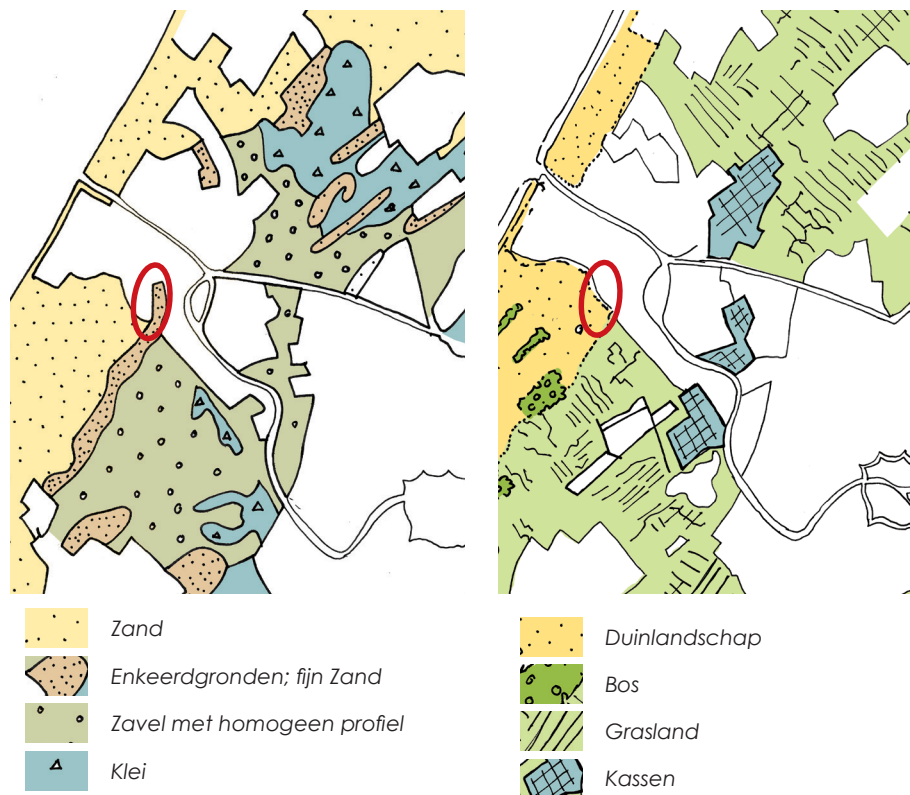 Zand
Enkeerdgronden; fijn Zand
Zavel met homogeen profiel
Klei
Duinlandschap
Bos
Grasland
Kassen